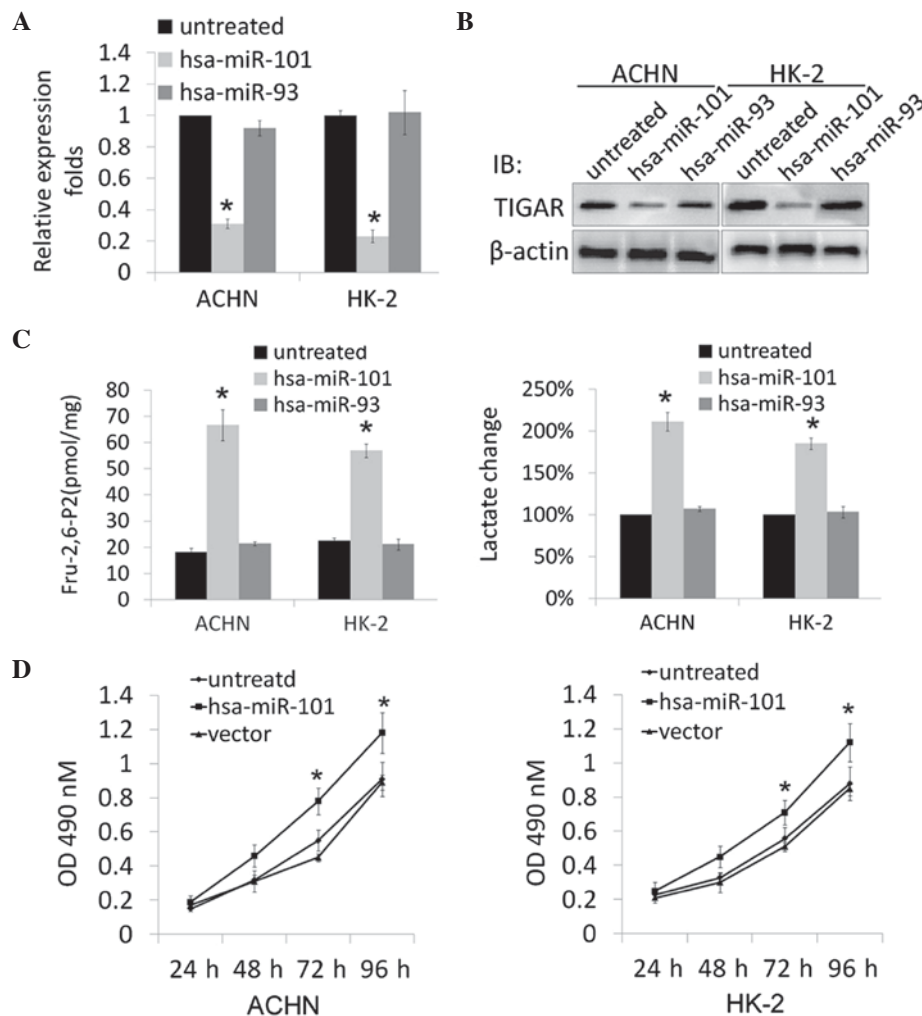 A
untreated
hsa-miR-101
hsa-miR-93
Relative expression
folds
1.4
1.2
1
0.8
0.6
0.4
0.2
0
*
*
ACHN
HK-2
B
ACHN
HK-2
untreated
hsa-miR-101
hsa-miR-93
untreated
hsa-miR-101
hsa-miR-93
IB:
TIGAR
β-actin
C
untreated
hsa-miR-101
hsa-miR-93
Fru-2,6-P2(pmol/mg)
80
70
60
50
40
30
20
10
0
*
*
ACHN
HK-2
untreated
hsa-miR-101
hsa-miR-93
Lactate change
250%
200%
150%
100%
50%
0%
*
*
ACHN
HK-2
D
untreatd
hsa-miR-101
vector
OD 490 nM
1.4
1.2
1
0.8
0.6
0.4
0.2
0
*
*
24 h 48 h 72 h 96 h
ACHN
untreated
hsa-miR-101
vector
OD 490 nM
1.4
1.2
1
0.8
0.6
0.4
0.2
0
*
*
24 h 48 h 72 h 96 h
HK-2